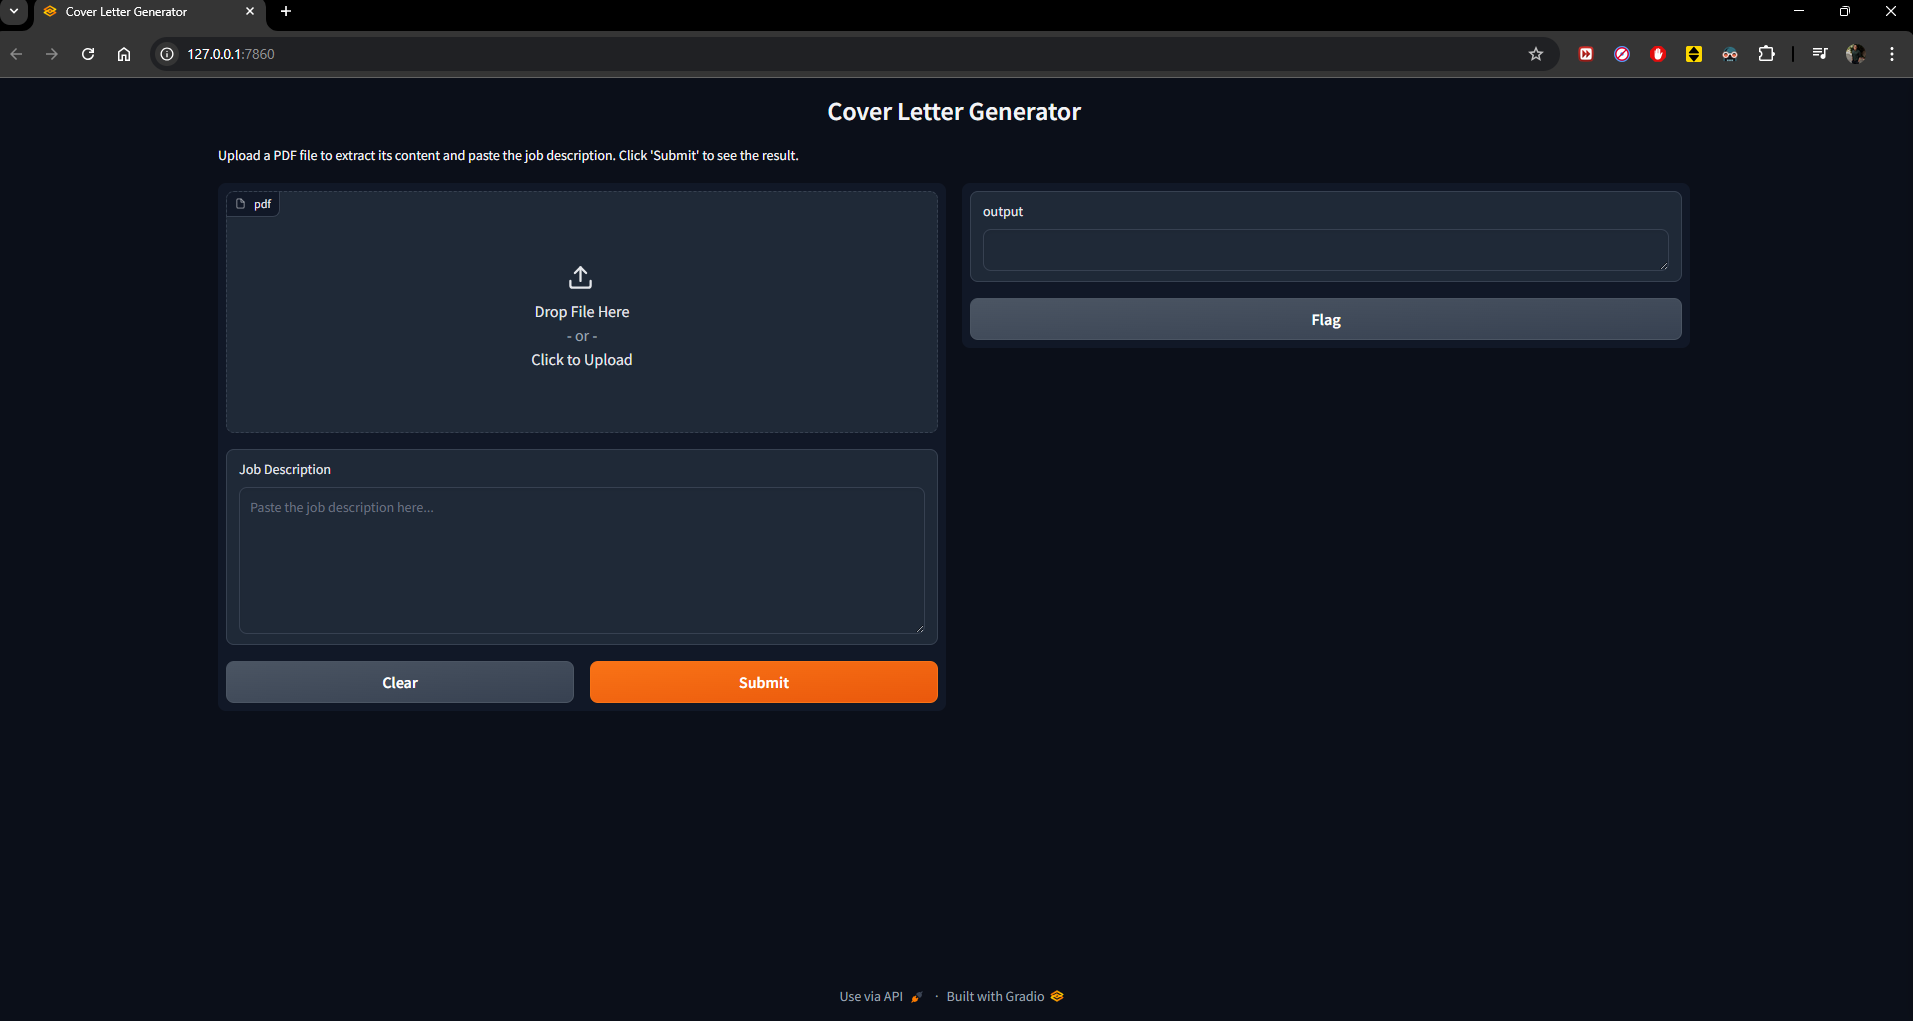 Cover Letter Generator
127.0.0.1:7860
Cover Letter Generator
Upload a PDF file to extract its content and paste the job description. Click 'Submit' to see the result.
pdf
Drop File Here
- or -
Click to Upload
Job Description
Paste the job description here...
Clear
Submit
output
Flag
Use via API
·
Built with Gradio